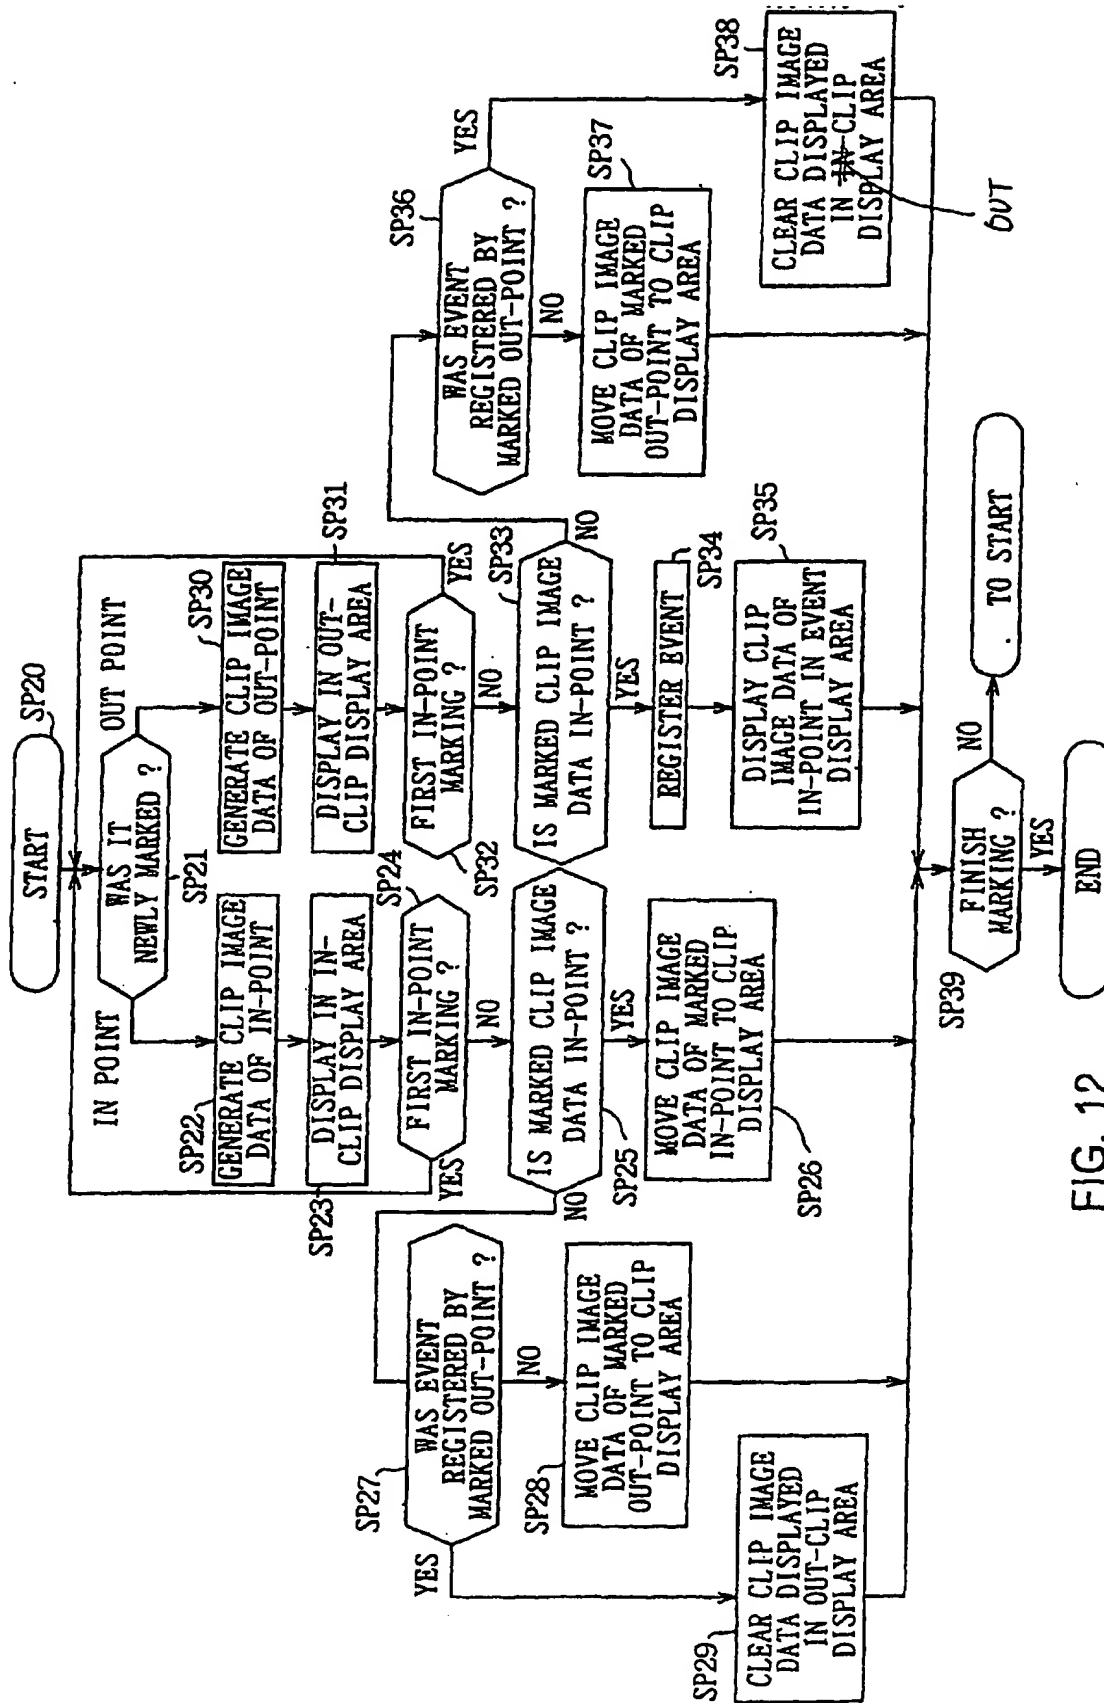 START
SP20
WAS IT
NEWLY MARKED ?
SP21
IN POINT
OUT POINT
SP22
GENERATE CLIP IMAGE
DATA OF IN-POINT
SP23
DISPLAY IN IN-
CLIP DISPLAY AREA
SP24
FIRST IN-POINT
MARKING ?
YES
NO
IS MARKED CLIP IMAGE
DATA IN-POINT ?
SP25
NO
YES
MOVE CLIP IMAGE
DATA OF MARKED
IN-POINT TO CLIP
DISPLAY AREA
SP26
SP27
WAS EVENT
REGISTERED BY
MARKED OUT-POINT ?
YES
NO
SP28
MOVE CLIP IMAGE
DATA OF MARKED
OUT-POINT TO CLIP
DISPLAY AREA
SP29
CLEAR CLIP IMAGE
DATA DISPLAYED
IN OUT-CLIP
DISPLAY AREA
SP30
GENERATE CLIP IMAGE
DATA OF OUT-POINT
SP31
DISPLAY IN OUT-
CLIP DISPLAY AREA
SP32
FIRST IN-POINT
MARKING ?
YES
NO
SP33
IS MARKED CLIP IMAGE
DATA IN-POINT ?
NO
YES
SP34
REGISTER EVENT
SP35
DISPLAY CLIP
IMAGE DATA OF
IN-POINT IN EVENT
DISPLAY AREA
SP36
WAS EVENT
REGISTERED BY
MARKED OUT-POINT ?
YES
NO
SP37
MOVE CLIP IMAGE
DATA OF MARKED
OUT-POINT TO CLIP
DISPLAY AREA
SP38
CLEAR CLIP IMAGE
DATA DISPLAYED
IN IN-CLIP
DISPLAY AREA
OUT
SP39
FINISH
MARKING ?
NO
YES
TO START
END
FIG. 12